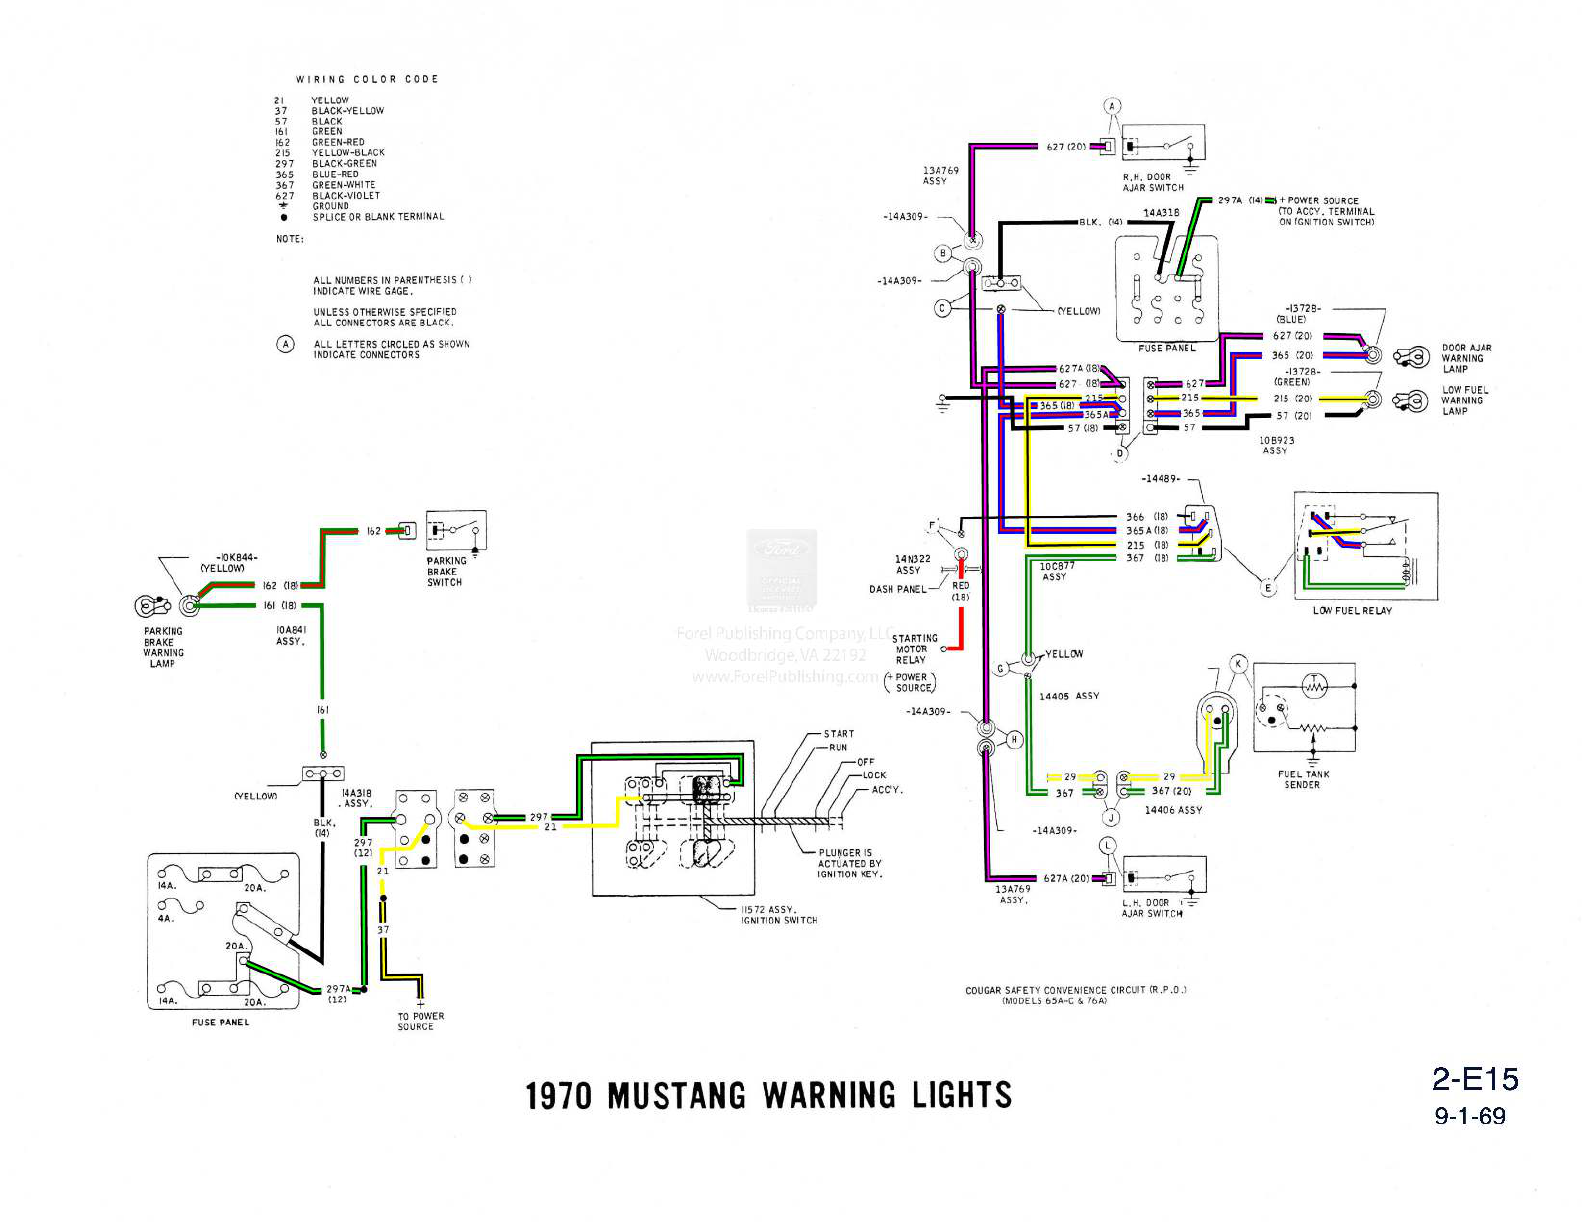 WIRING COLOR CODE
21 YELLOW
37 BLACK-YELLOW
57 BLACK
161 GREEN
162 GREEN-RED
215 YELLOW-BLACK
297 BLACK-GREEN
365 BLUE-RED
367 GREEN-WHITE
627 BLACK-VIOLET
GROUND
SPLICE OR BLANK TERMINAL
NOTE:
ALL NUMBERS IN PARENTHESIS ( )
INDICATE WIRE GAGE.
UNLESS OTHERWISE SPECIFIED
ALL CONNECTORS ARE BLACK.
A
ALL LETTERS CIRCLED AS SHOWN
INDICATE CONNECTORS
A
627 (20)
R.H. DOOR
AJAR SWITCH
13A769
ASSY
-14A309-
B
-14A309-
C
(YELLOW)
BLK. (14)
14A318
297A (14)
+ POWER SOURCE
(TO ACCY. TERMINAL
ON IGNITION SWITCH)
FUSE PANEL
-13728-
(BLUE)
627 (20)
365 (20)
-13728-
(GREEN)
215 (20)
57 (20)
DOOR AJAR
WARNING
LAMP
LOW FUEL
WARNING
LAMP
627A (18)
627 (18)
215
365 (18)
365A
57 (18)
627
215
365
57
D
10B923
ASSY
-14489-
366 (18)
365A (18)
215 (18)
367 (18)
10C877
ASSY
E
LOW FUEL RELAY
F
14N322
ASSY
DASH PANEL
RED
(18)
STARTING
MOTOR
RELAY
(+ POWER
SOURCE)
G
YELLOW
14405 ASSY
-14A309-
H
K
FUEL TANK
SENDER
29
367
29
367 (20)
J
14406 ASSY
-14A309-
L
627A (20)
13A769
ASSY.
L.H. DOOR
AJAR SWITCH
COUGAR SAFETY CONVENIENCE CIRCUIT (R.P.O.)
(MODELS 65A-C & 76A)
162
PARKING
BRAKE
SWITCH
-10K844-
(YELLOW)
162 (18)
161 (18)
10A841
ASSY.
PARKING
BRAKE
WARNING
LAMP
161
(YELLOW)
14A318
ASSY.
BLK.
(14)
297
(12)
21
37
297A
(12)
TO POWER
SOURCE
+
14A.
20A.
4A.
20A.
14A.
20A.
FUSE PANEL
297
21
START
RUN
OFF
LOCK
ACC'Y.
PLUNGER IS
ACTUATED BY
IGNITION KEY.
11572 ASSY.
IGNITION SWITCH
Ford
Forel Publishing Company, LLC
Woodbridge, VA 22192
www.ForelPublishing.com
1970 MUSTANG WARNING LIGHTS
2-E15
9-1-69